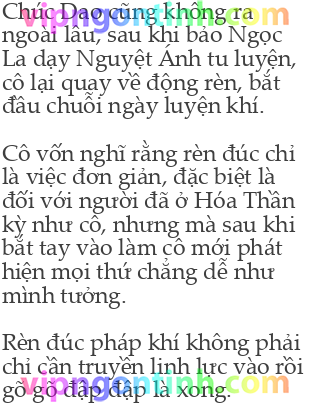 Chúc Dao cũng không ra
ngoài lâu, sau khi bảo Ngọc
La dạy Nguyệt Ánh tu luyện,
cô lại quay về động rèn, bắt
đầu chuỗi ngày luyện khí.
Cô vốn nghĩ rằng rèn đúc chỉ
là việc đơn giản, đặc biệt là
đối với người đã ở Hóa Thần
kỳ như cô, nhưng mà sau khi
bắt tay vào làm cô mới phát
hiện mọi thứ chẳng dễ như
mình tưởng.
Rèn đúc pháp khí không phải
chỉ cần truyền linh lực vào rồi
gõ gõ đập đập là xong.
vipngontinh.com
vipngontinh.com